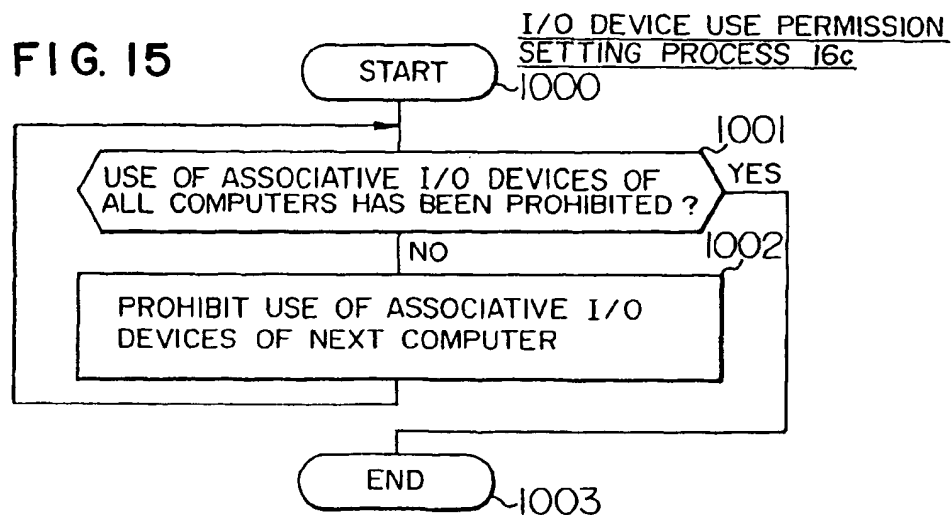 FIG. 15
I/O DEVICE USE PERMISSION
SETTING PROCESS 16c
START
1000
1001
USE OF ASSOCIATIVE I/O DEVICES OF
ALL COMPUTERS HAS BEEN PROHIBITED ?
YES
NO
1002
PROHIBIT USE OF ASSOCIATIVE I/O
DEVICES OF NEXT COMPUTER
END
1003